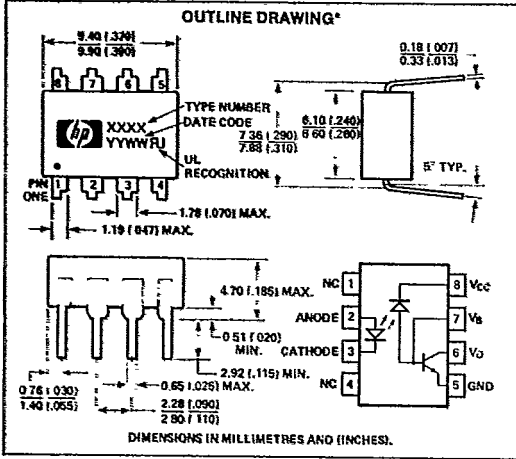 OUTLINE DRAWING*
9.40 (.370)
9.90 (.390)
8 7 6 5
hp
XXXX
YYWW RU
TYPE NUMBER
DATE CODE
UL
RECOGNITION
PIN
ONE
1 2 3 4
1.78 (.070) MAX.
1.19 (.047) MAX.
0.18 (.007)
0.33 (.013)
7.36 (.290)
7.88 (.310)
6.10 (.240)
6.60 (.260)
5° TYP.
4.70 (.185) MAX.
0.51 (.020)
MIN.
2.92 (.115) MIN.
0.76 (.030)
1.40 (.055)
0.65 (.025) MAX.
2.28 (.090)
2.80 (.110)
NC 1
ANODE 2
CATHODE 3
NC 4
8 VCC
7 VB
6 VO
5 GND
DIMENSIONS IN MILLIMETRES AND (INCHES).